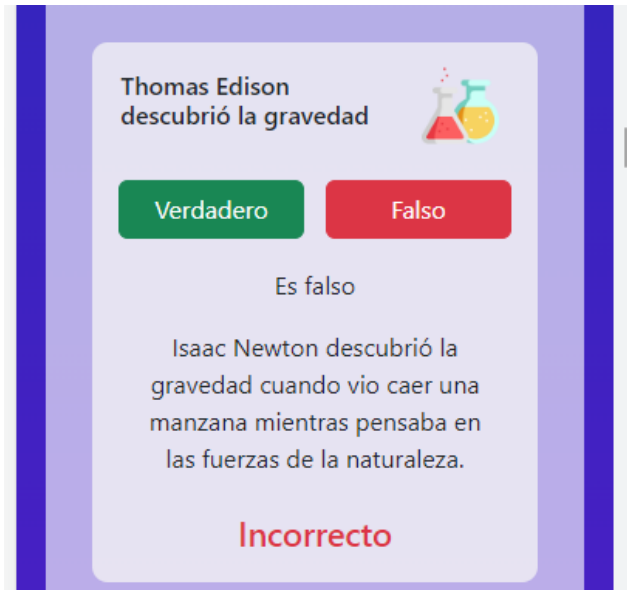 Thomas Edison
descubrió la gravedad
Verdadero
Falso
Es falso
Isaac Newton descubrió la
gravedad cuando vio caer una
manzana mientras pensaba en
las fuerzas de la naturaleza.
Incorrecto